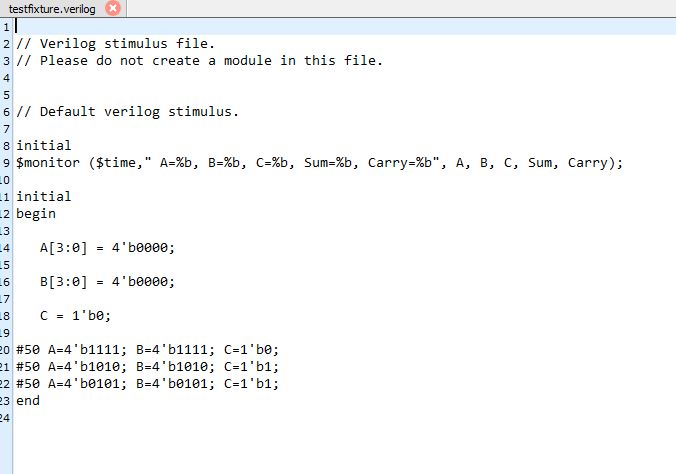 testfixture.verilog
1
2 // Verilog stimulus file.
3 // Please do not create a module in this file.
4
5
6 // Default verilog stimulus.
7
8 initial
9 $monitor ($time," A=%b, B=%b, C=%b, Sum=%b, Carry=%b", A, B, C, Sum, Carry);
10
11 initial
12 begin
13
14    A[3:0] = 4'b0000;
15
16    B[3:0] = 4'b0000;
17
18    C = 1'b0;
19
20 #50 A=4'b1111; B=4'b1111; C=1'b0;
21 #50 A=4'b1010; B=4'b1010; C=1'b1;
22 #50 A=4'b0101; B=4'b0101; C=1'b1;
23 end
24